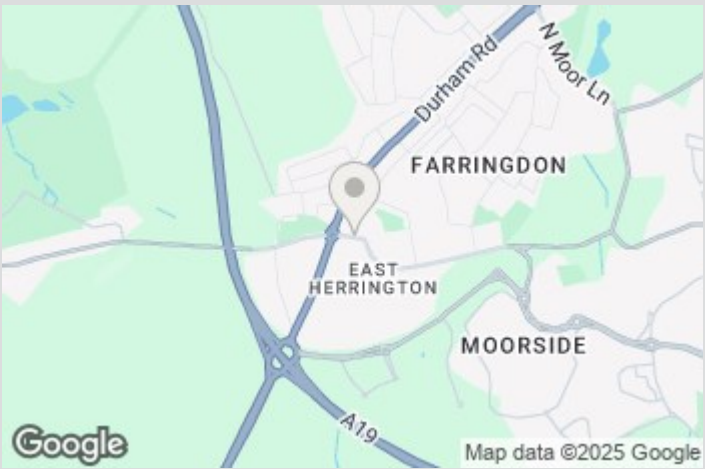 N Moor Ln
Durham Rd
FARRINGDON
EAST
HERRINGTON
MOORSIDE
A19
Google
Map data ©2025 Google